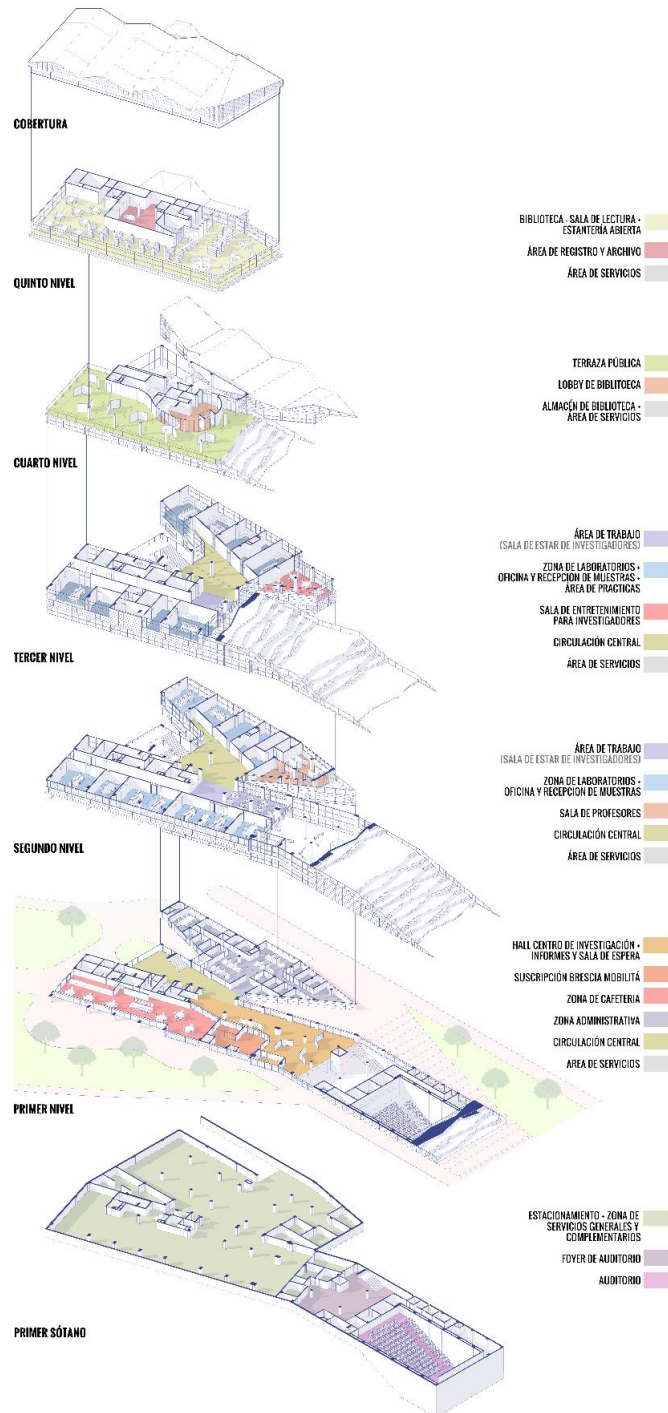 COBERTURA
BIBLIOTECA - SALA DE LECTURA +
ESTANTERÍA ABIERTA
ÁREA DE REGISTRO Y ARCHIVO
ÁREA DE SERVICIOS
QUINTO NIVEL
TERRAZA PÚBLICA
LOBBY DE BIBLITOECA
ALMACÉN DE BIBLIOTECA +
ÁREA DE SERVICIOS
CUARTO NIVEL
ÁREA DE TRABAJO
(SALA DE ESTAR DE INVESTIGADORES)
ZONA DE LABORATORIOS +
OFICINA Y RECEPCION DE MUESTRAS +
ÁREA DE PRACTICAS
SALA DE ENTRETENIMIENTO
PARA INVESTIGADORES
CIRCULACIÓN CENTRAL
ÁREA DE SERVICIOS
TERCER NIVEL
ÁREA DE TRABAJO
(SALA DE ESTAR DE INVESTIGADORES)
ZONA DE LABORATORIOS +
OFICINA Y RECEPCION DE MUESTRAS
SALA DE PROFESORES
CIRCULACIÓN CENTRAL
ÁREA DE SERVICIOS
SEGUNDO NIVEL
HALL CENTRO DE INVESTIGACIÓN +
INFORMES Y SALA DE ESPERA
SUSCRIPCIÓN BRESCIA MOBILITÁ
ZONA DE CAFETERIA
ZONA ADMINISTRATIVA
CIRCULACIÓN CENTRAL
ÁREA DE SERVICIOS
PRIMER NIVEL
ESTACIONAMIENTO + ZONA DE
SERVICIOS GENERALES Y
COMPLEMENTARIOS
FOYER DE AUDITORIO
AUDITORIO
PRIMER SÓTANO